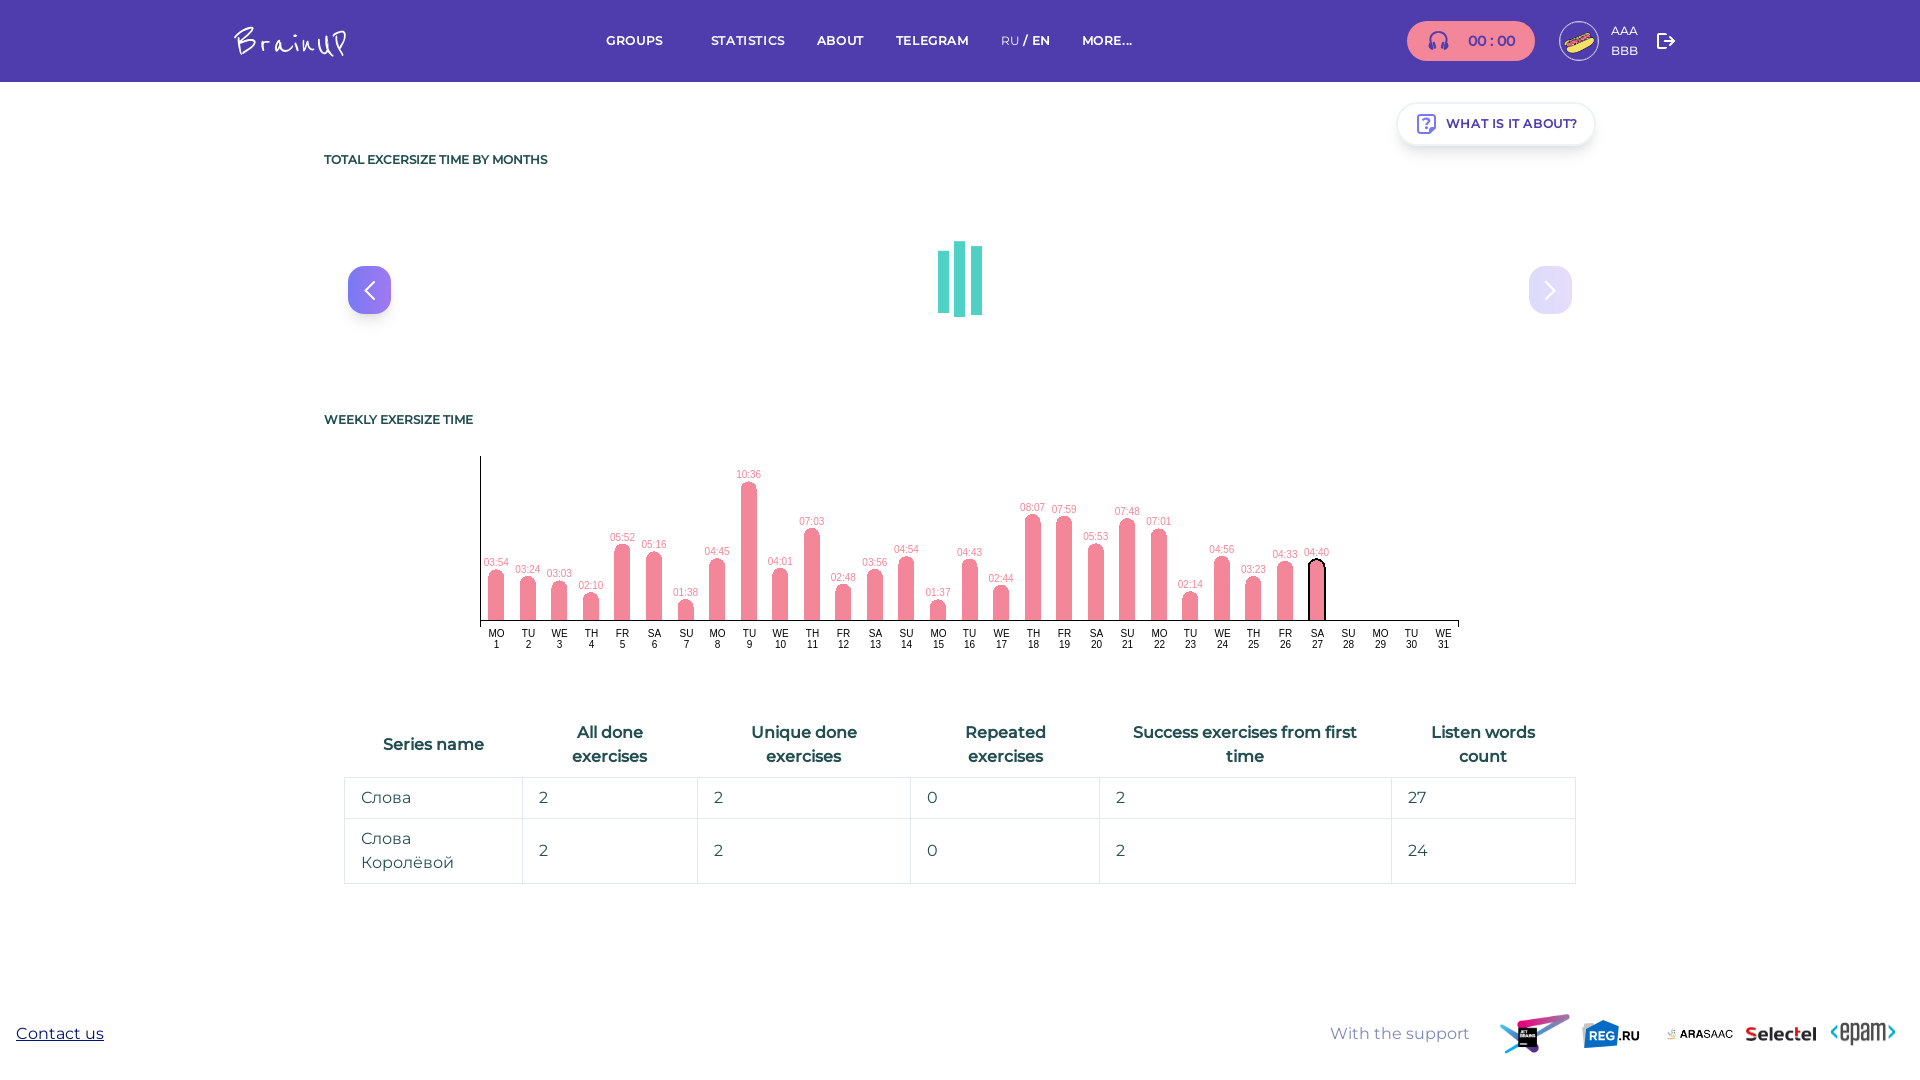 BrainUP
GROUPS
STATISTICS
ABOUT
TELEGRAM
RU / EN
MORE...
00 : 00
AAA
BBB
WHAT IS IT ABOUT?
TOTAL EXCERSIZE TIME BY MONTHS
WEEKLY EXERSIZE TIME
03:54 03:24 03:03 02:10 05:52 05:16 01:38 04:45 10:36 04:01 07:03 02:48 03:56 04:54 01:37 04:43 02:44 08:07 07:59 05:53 07:48 07:01 02:14 04:56 03:23 04:33 04:40
MO TU WE TH FR SA SU MO TU WE TH FR SA SU MO TU WE TH FR SA SU MO TU WE TH FR SA SU MO TU WE
1 2 3 4 5 6 7 8 9 10 11 12 13 14 15 16 17 18 19 20 21 22 23 24 25 26 27 28 29 30 31
Series name
All done
exercises
Unique done
exercises
Repeated
exercises
Success exercises from first
time
Listen words
count
Слова 2 2 0 2 27
Слова
Королёвой 2 2 0 2 24
Contact us
With the support
JET
BRAINS
REG.RU
ARASAAC
Selectel
<epam>